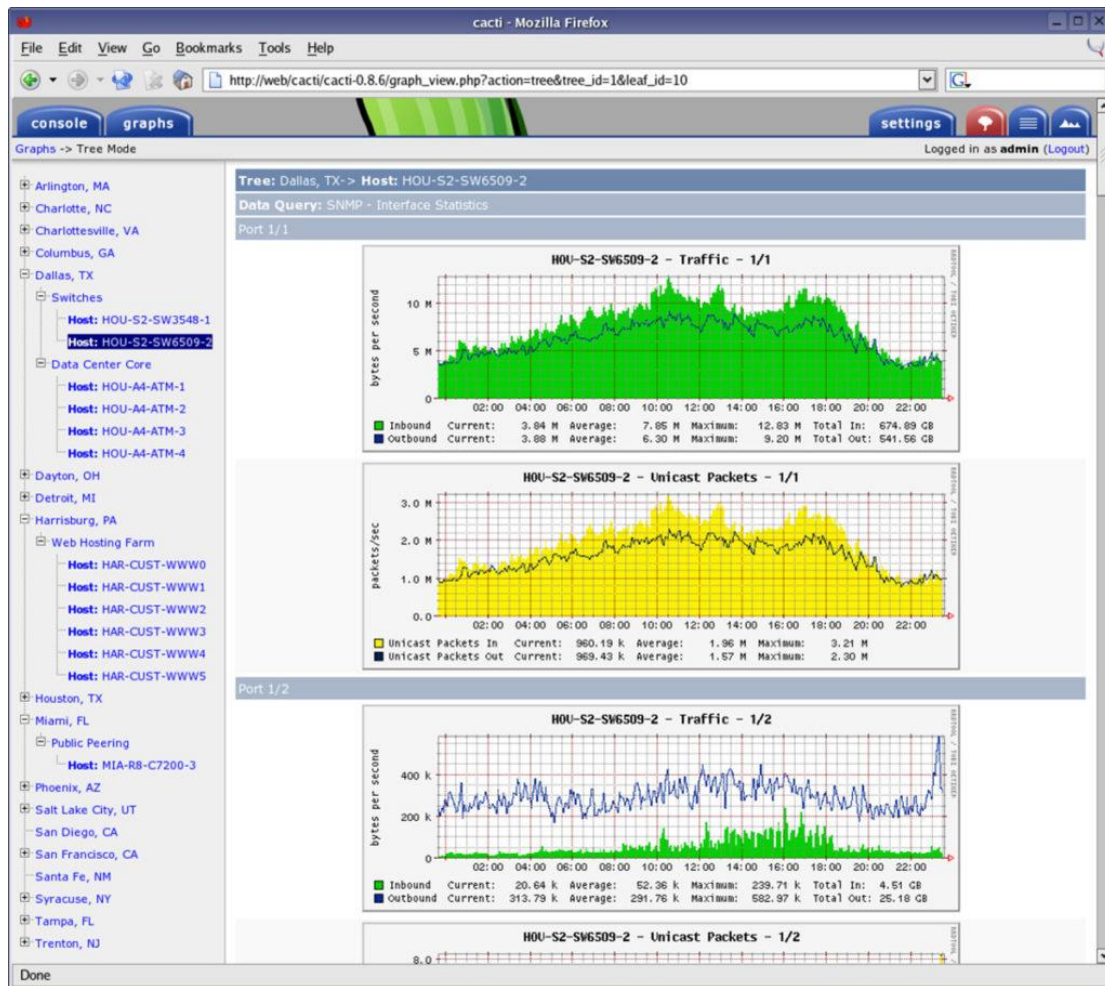 cacti - Mozilla Firefox
File Edit View Go Bookmarks Tools Help
http://web/cacti/cacti-0.8.6/graph_view.php?action=tree&tree_id=1&leaf_id=10
G
console graphs settings
Graphs -> Tree Mode
Logged in as admin (Logout)
Arlington, MA
Charlotte, NC
Charlottesville, VA
Columbus, GA
Dallas, TX
Switches
Host: HOU-S2-SW3548-1
Host: HOU-S2-SW6509-2
Data Center Core
Host: HOU-A4-ATM-1
Host: HOU-A4-ATM-2
Host: HOU-A4-ATM-3
Host: HOU-A4-ATM-4
Dayton, OH
Detroit, MI
Harrisburg, PA
Web Hosting Farm
Host: HAR-CUST-WWW0
Host: HAR-CUST-WWW1
Host: HAR-CUST-WWW2
Host: HAR-CUST-WWW3
Host: HAR-CUST-WWW4
Host: HAR-CUST-WWW5
Houston, TX
Miami, FL
Public Peering
Host: MIA-R8-C7200-3
Phoenix, AZ
Salt Lake City, UT
San Diego, CA
San Francisco, CA
Santa Fe, NM
Syracuse, NY
Tampa, FL
Trenton, NJ
Tree: Dallas, TX-> Host: HOU-S2-SW6509-2
Data Query: SNMP - Interface Statistics
Port 1/1
HOU-S2-SW6509-2 - Traffic - 1/1
RRDTOOL / TOBI OETIKER
bytes per second
10 M
5 M
0
02:00 04:00 06:00 08:00 10:00 12:00 14:00 16:00 18:00 20:00 22:00
Inbound Current: 3.84 M Average: 7.85 M Maximum: 12.83 M Total In: 674.89 GB
Outbound Current: 3.88 M Average: 6.30 M Maximum: 9.20 M Total Out: 541.56 GB
HOU-S2-SW6509-2 - Unicast Packets - 1/1
RRDTOOL / TOBI OETIKER
packets/sec
3.0 M
2.0 M
1.0 M
0.0
02:00 04:00 06:00 08:00 10:00 12:00 14:00 16:00 18:00 20:00 22:00
Unicast Packets In Current: 960.19 k Average: 1.96 M Maximum: 3.21 M
Unicast Packets Out Current: 969.43 k Average: 1.57 M Maximum: 2.30 M
Port 1/2
HOU-S2-SW6509-2 - Traffic - 1/2
RRDTOOL / TOBI OETIKER
bytes per second
400 k
200 k
0
02:00 04:00 06:00 08:00 10:00 12:00 14:00 16:00 18:00 20:00 22:00
Inbound Current: 20.64 k Average: 52.36 k Maximum: 239.71 k Total In: 4.51 GB
Outbound Current: 313.79 k Average: 291.76 k Maximum: 582.97 k Total Out: 25.18 GB
HOU-S2-SW6509-2 - Unicast Packets - 1/2
8.0
Done